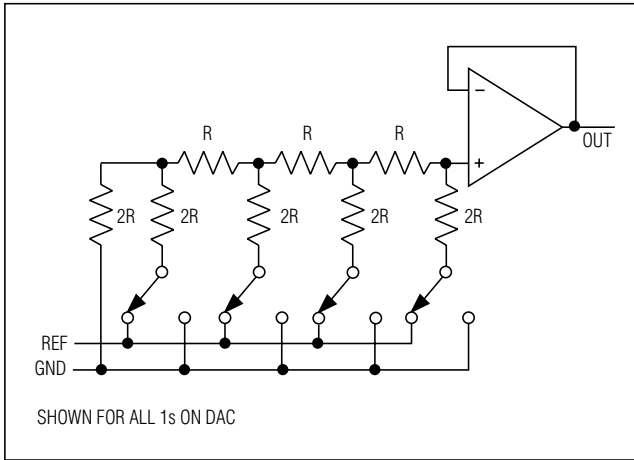 R R R
−
+
OUT
2R 2R 2R 2R 2R
REF
GND
SHOWN FOR ALL 1s ON DAC